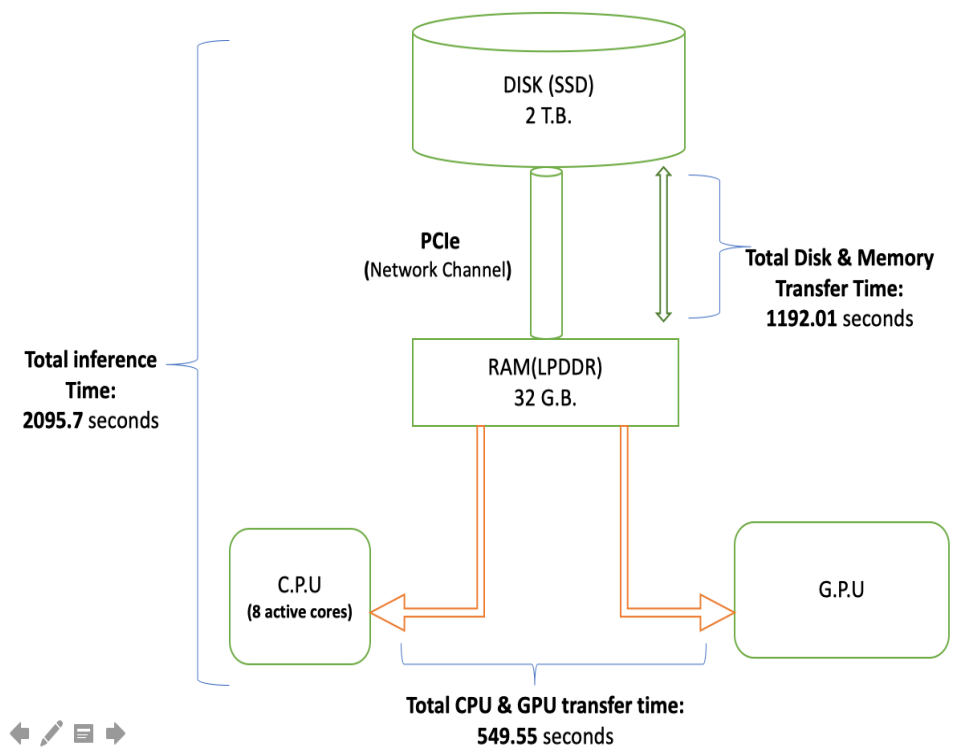 DISK (SSD)
2 T.B.
PCIe
(Network Channel)
Total Disk & Memory
Transfer Time:
1192.01 seconds
RAM(LPDDR)
32 G.B.
Total inference
Time:
2095.7 seconds
C.P.U
(8 active cores)
G.P.U
Total CPU & GPU transfer time:
549.55 seconds